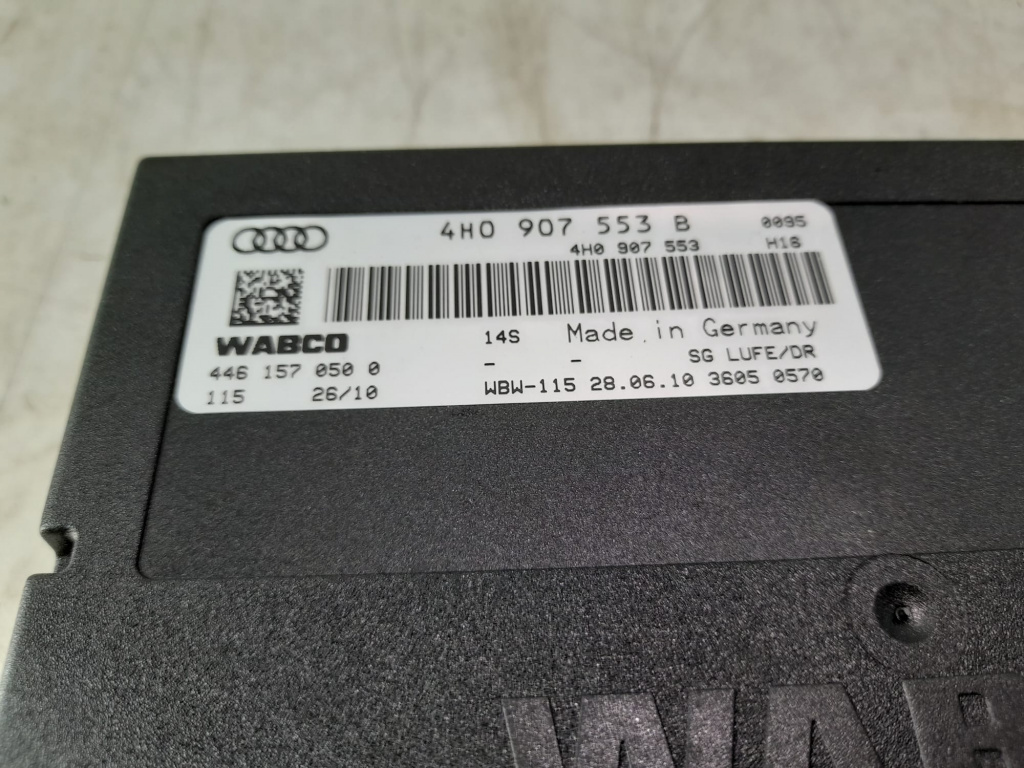 4H0 907 553 B 0095
4H0 907 553 H16
WABCO 14S Made in Germany
446 157 050 0 - - SG LUFE/DR
115 26/10 WBW-115 28.06.10 3605 0570
WAB